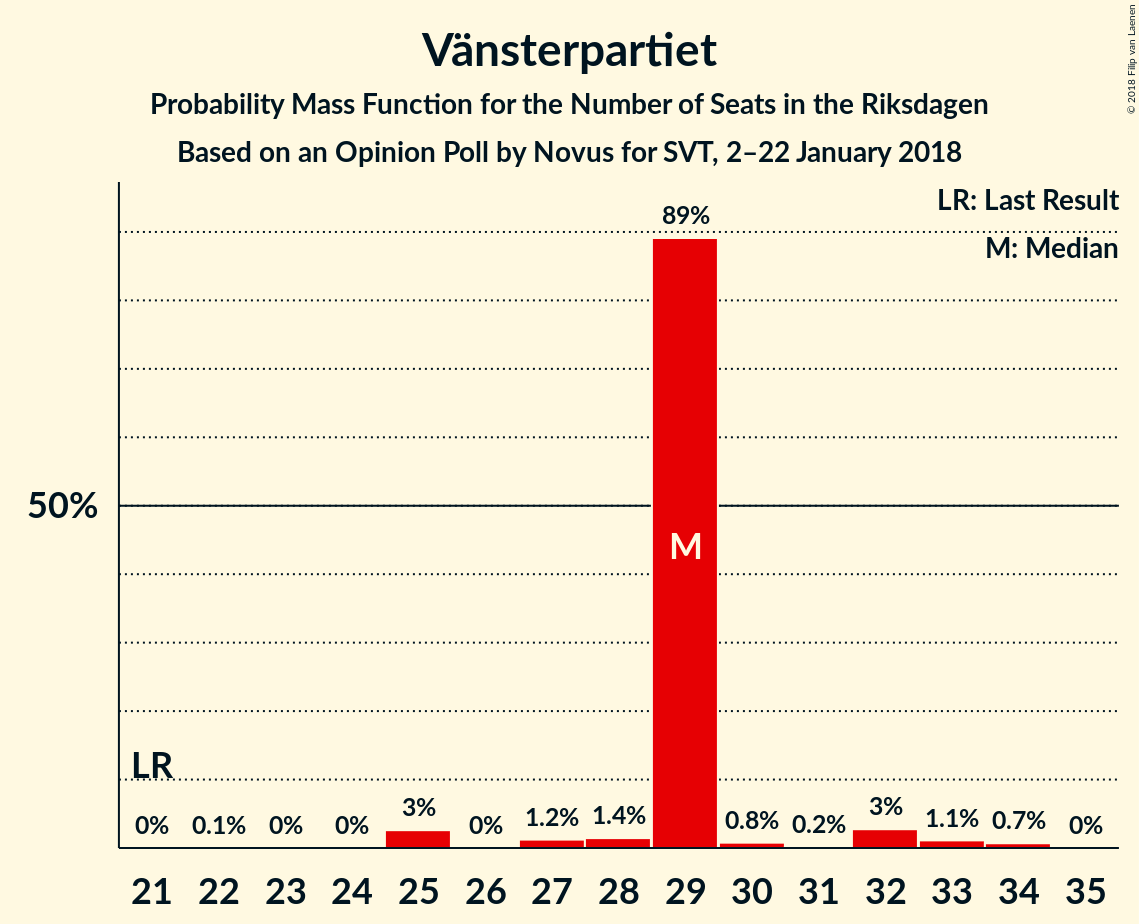 Vänsterpartiet
Probability Mass Function for the Number of Seats in the Riksdagen
Based on an Opinion Poll by Novus for SVT, 2–22 January 2018
© 2018 Filip van Laenen
LR: Last Result
M: Median
89%
50%
M
LR
0% 0.1% 0% 0% 3% 0% 1.2% 1.4% 0.8% 0.2% 3% 1.1% 0.7% 0%
21 22 23 24 25 26 27 28 29 30 31 32 33 34 35